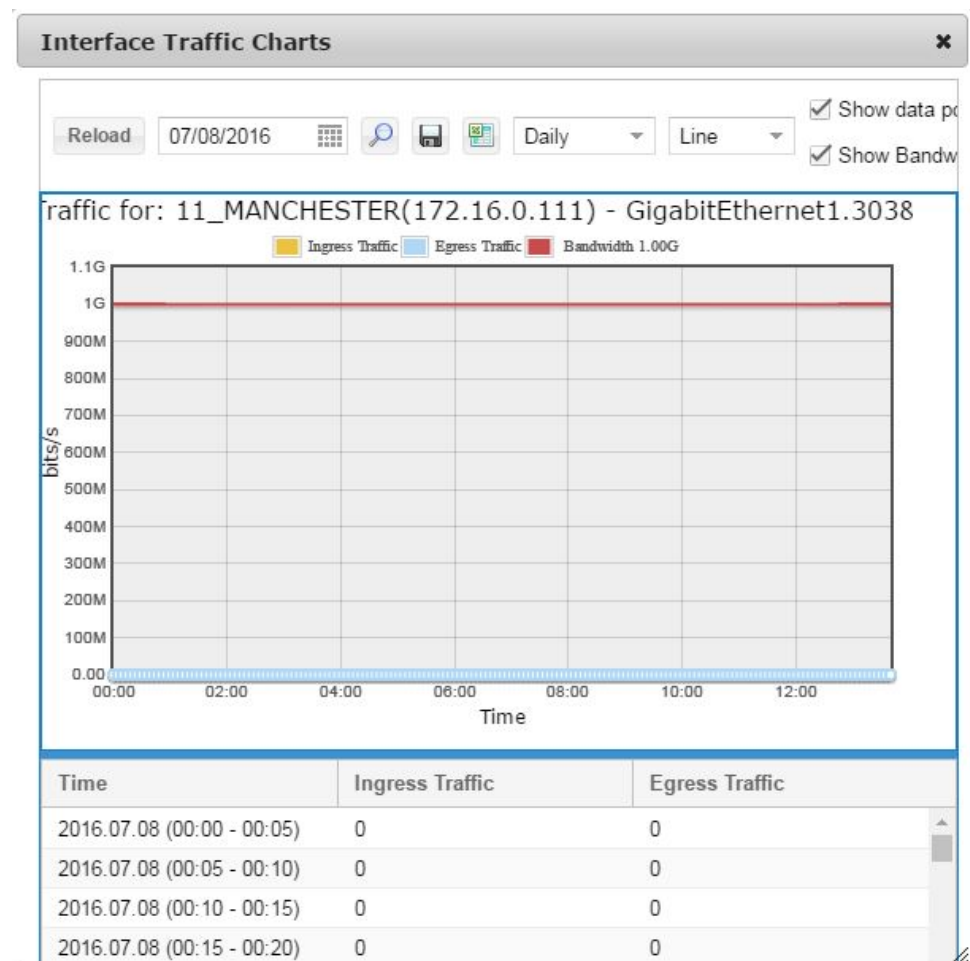 Interface Traffic Charts
Reload 07/08/2016 Daily Line Show data po
Show Bandw
raffic for: 11_MANCHESTER(172.16.0.111) - GigabitEthernet1.3038
Ingress Traffic Egress Traffic Bandwidth 1.00G
1.1G
1G
900M
800M
700M
600M
500M
400M
300M
200M
100M
0.00
bits/s
00:00 02:00 04:00 06:00 08:00 10:00 12:00
Time
Time Ingress Traffic Egress Traffic
2016.07.08 (00:00 - 00:05) 0 0
2016.07.08 (00:05 - 00:10) 0 0
2016.07.08 (00:10 - 00:15) 0 0
2016.07.08 (00:15 - 00:20) 0 0